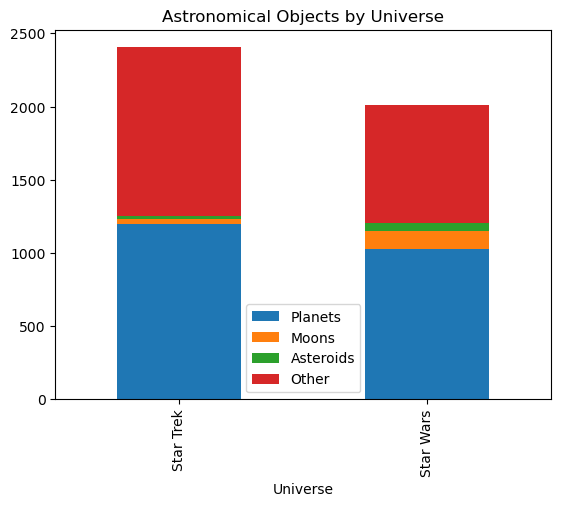 Astronomical Objects by Universe
2500
2000
1500
1000
500
0
Planets
Moons
Asteroids
Other
Star Trek
Star Wars
Universe